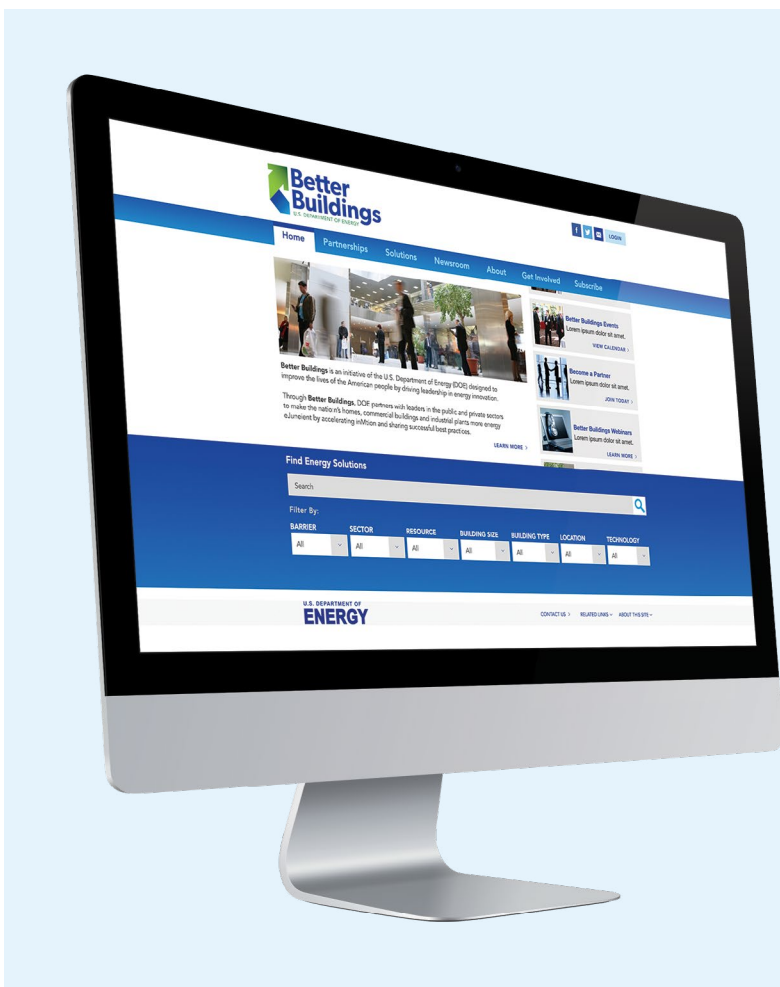 Better
Buildings
U.S. DEPARTMENT OF ENERGY
LOGIN
Home Partnerships Solutions Newsroom About Get Involved Subscribe
Better Buildings is an initiative of the U.S. Department of Energy (DOE) designed to
improve the lives of the American people by driving leadership in energy innovation.
Through Better Buildings, DOE partners with leaders in the public and private sectors
to make the natio:n's homes, commercial buildings and industrial plants more energy
eJuneient by accelerating inMtion and sharing successful best practices.
LEARN MORE >
Better Buildings Events
Lorem ipsum dolor sit amet.
VIEW CALENDAR >
Become a Partner
Lorem ipsum dolor sit amet.
JOIN TODAY >
Better Buildings Webinars
Lorem ipsum dolor sit amet.
LEARN MORE >
Find Energy Solutions
Search
Filter By:
BARRIER SECTOR RESOURCE BUILDING SIZE BUILDING TYPE LOCATION TECHNOLOGY
All All All All All All All
U.S. DEPARTMENT OF
ENERGY
CONTACT US > RELATED LINKS ABOUT THIS SITE